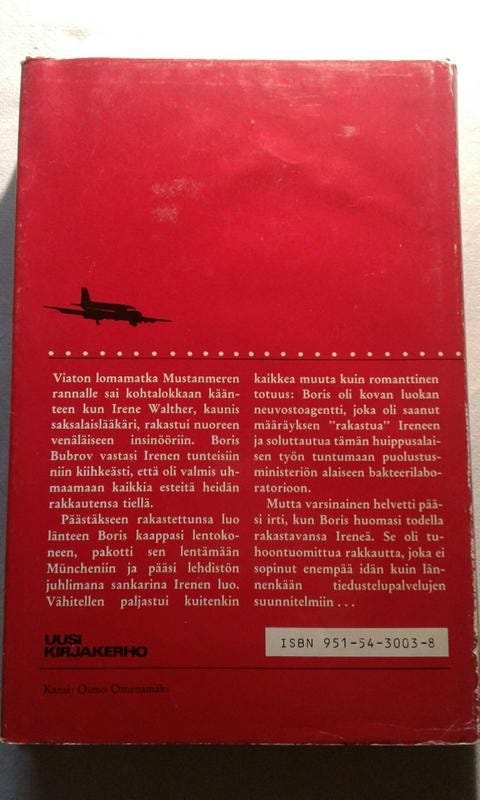 Viaton lomamatka Mustanmeren
rannalle sai kohtalokkaan kään-
teen kun Irene Walther, kaunis
saksalaislääkäri, rakastui nuoreen
venäläiseen insinööriin. Boris
Bubrov vastasi Irenen tunteisiin
niin kiihkeästi, että oli valmis uh-
maamaan kaikkia esteitä heidän
rakkautensa tiellä.
Päästäkseen rakastettunsa luo
länteen Boris kaappasi lentoko-
neen, pakotti sen lentämään
Müncheniin ja pääsi lehdistön
juhlimana sankarina Irenen luo.
Vähitellen paljastui kuitenkin
kaikkea muuta kuin romanttinen
totuus: Boris oli kovan luokan
neuvostoagentti, joka oli saanut
määräyksen "rakastua" Ireneen
ja soluttautua tämän huippusalai-
sen työn tuntumaan puolustus-
ministeriön alaiseen bakteerilabo-
ratorioon.
Mutta varsinainen helvetti pää-
si irti, kun Boris huomasi todella
rakastavansa Ireneä. Se oli tu-
hoontuomittua rakkautta, joka ei
sopinut enempää idän kuin län-
nenkään tiedustelupalvelujen
suunnitelmiin ...
UUSI
KIRJAKERHO
ISBN 951-54-3003-8
Kansi: Osmo Omenamäki